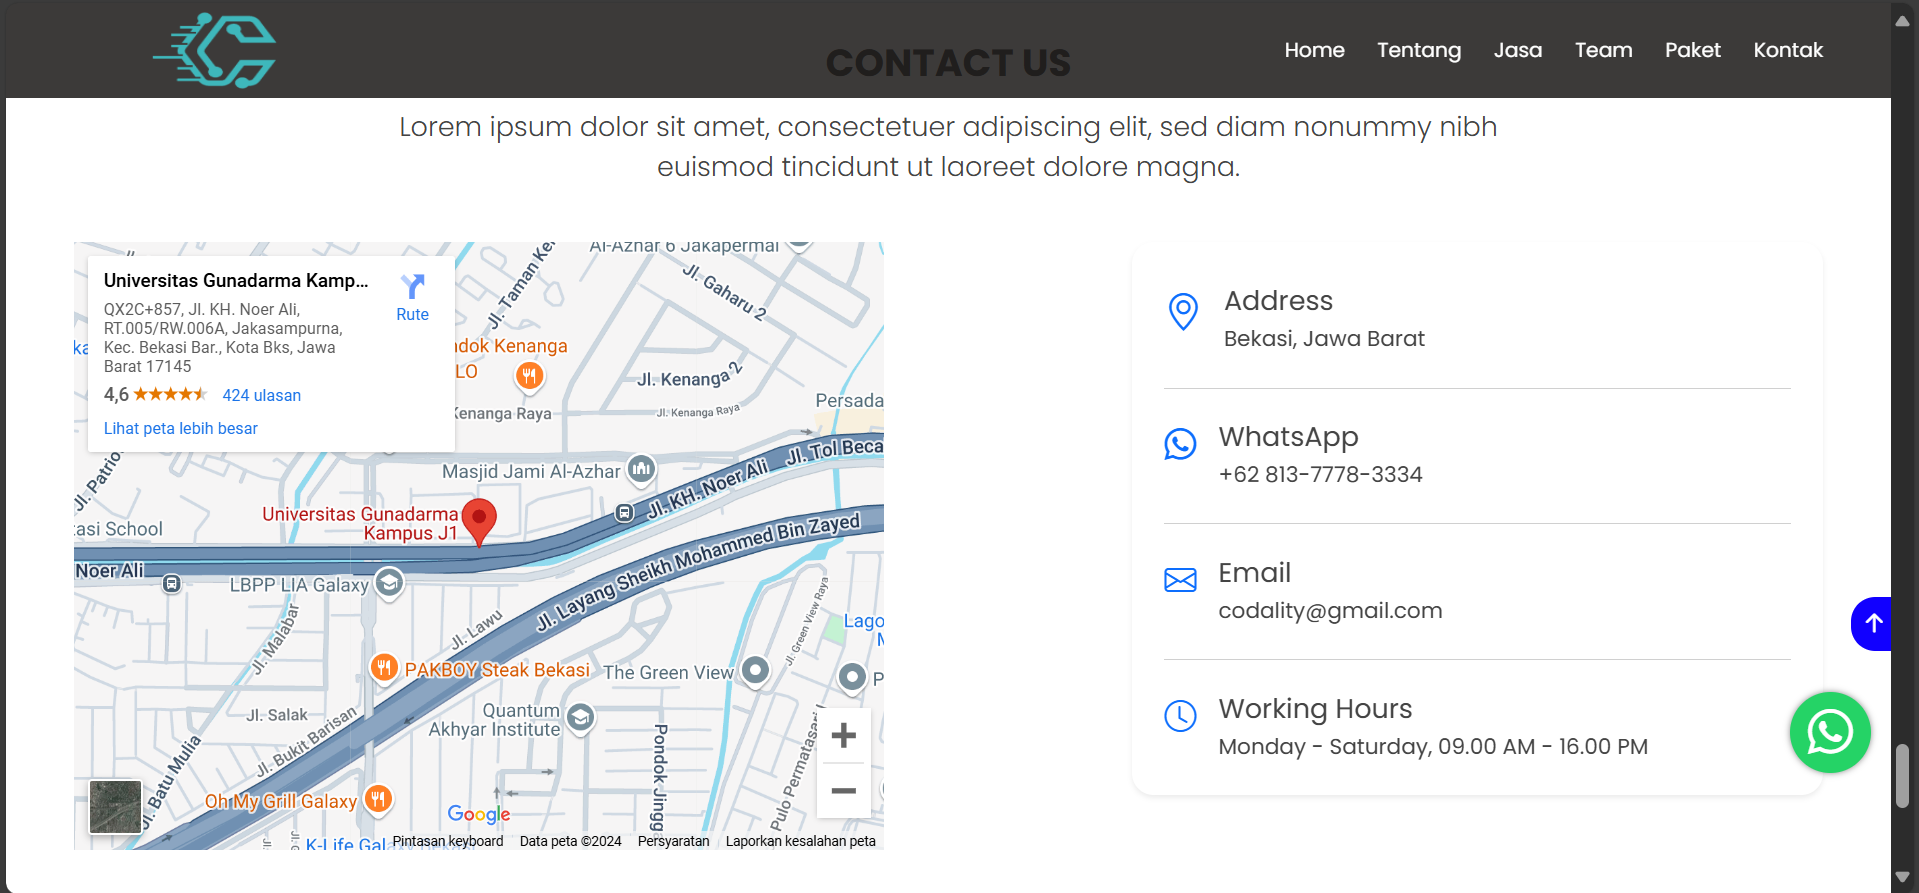 CONTACT US
Home
Tentang
Jasa
Team
Paket
Kontak
Lorem ipsum dolor sit amet, consectetuer adipiscing elit, sed diam nonummy nibh
euismod tincidunt ut laoreet dolore magna.
Universitas Gunadarma Kamp...
QX2C+857, Jl. KH. Noer Ali,
RT.005/RW.006A, Jakasampurna,
Kec. Bekasi Bar., Kota Bks, Jawa
Barat 17145
4,6
424 ulasan
Lihat peta lebih besar
Rute
Al-Azhar 6 Jakapermai
Jl. Taman Ke
Jl. Gaharu 2
ndok Kenanga
LO
Jl. Kenanga 2
Kenanga Raya
Jl. Kenanga Raya
Persada
Jl. Patrio
Masjid Jami Al-Azhar
Jl. KH. Noer Ali
Jl. Tol Beca
Universitas Gunadarma
Kampus J1
tasi School
Noer Ali
LBPP LIA Galaxy
Jl. Layang Sheikh Mohammed Bin Zayed
Jl. Malabar
Jl. Lawu
Jl. Green View Raya
Lago
PAKBOY Steak Bekasi
The Green View
P
Jl. Salak
Jl. Bukit Barisan
Quantum
Akhyar Institute
Jl. Batu Mulia
Pondok Jingg
Pulo Permatasari
Oh My Grill Galaxy
Google
K-Life Gal
Pintasan keyboard
Data peta ©2024
Persyaratan
Laporkan kesalahan peta
Address
Bekasi, Jawa Barat
WhatsApp
+62 813-7778-3334
Email
codality@gmail.com
Working Hours
Monday - Saturday, 09.00 AM - 16.00 PM